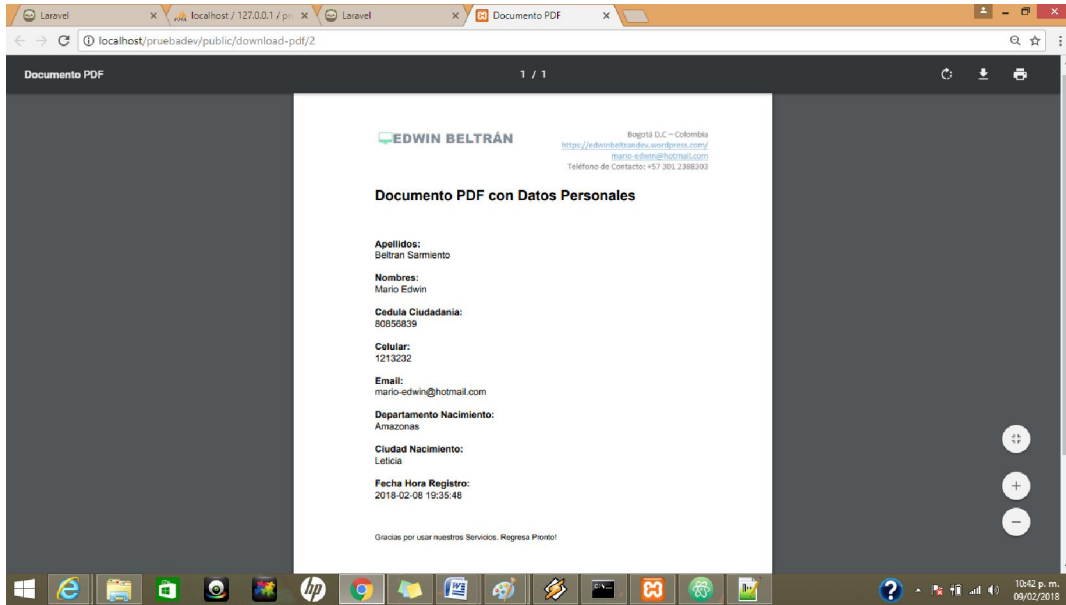 Laravel
localhost / 127.0.0.1 / pr
Laravel
Documento PDF
localhost/pruebadev/public/download-pdf/2
Documento PDF
1 / 1
EDWIN BELTRÁN
Bogotá D.C – Colombia
https://edwinbeltrandev.wordpress.com/
mario-edwin@hotmail.com
Teléfono de Contacto: +57 301 2388303
Documento PDF con Datos Personales
Apellidos:
Beltran Sarmiento
Nombres:
Mario Edwin
Cedula Ciudadania:
80856839
Celular:
1213232
Email:
mario-edwin@hotmail.com
Departamento Nacimiento:
Amazonas
Ciudad Nacimiento:
Leticia
Fecha Hora Registro:
2018-02-08 19:35:48
Gracias por usar nuestros Servicios. Regresa Pronto!
hp
10:42 p. m.
09/02/2018